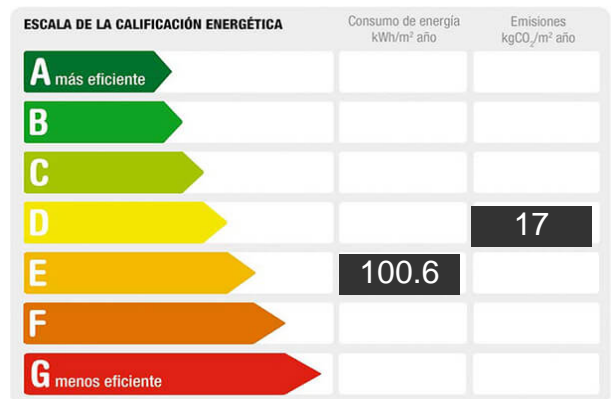 ESCALA DE LA CALIFICACIÓN ENERGÉTICA
Consumo de energía
kWh/m² año
Emisiones
kgCO₂/m² año
A más eficiente
B
C
D
17
E
100.6
F
G menos eficiente